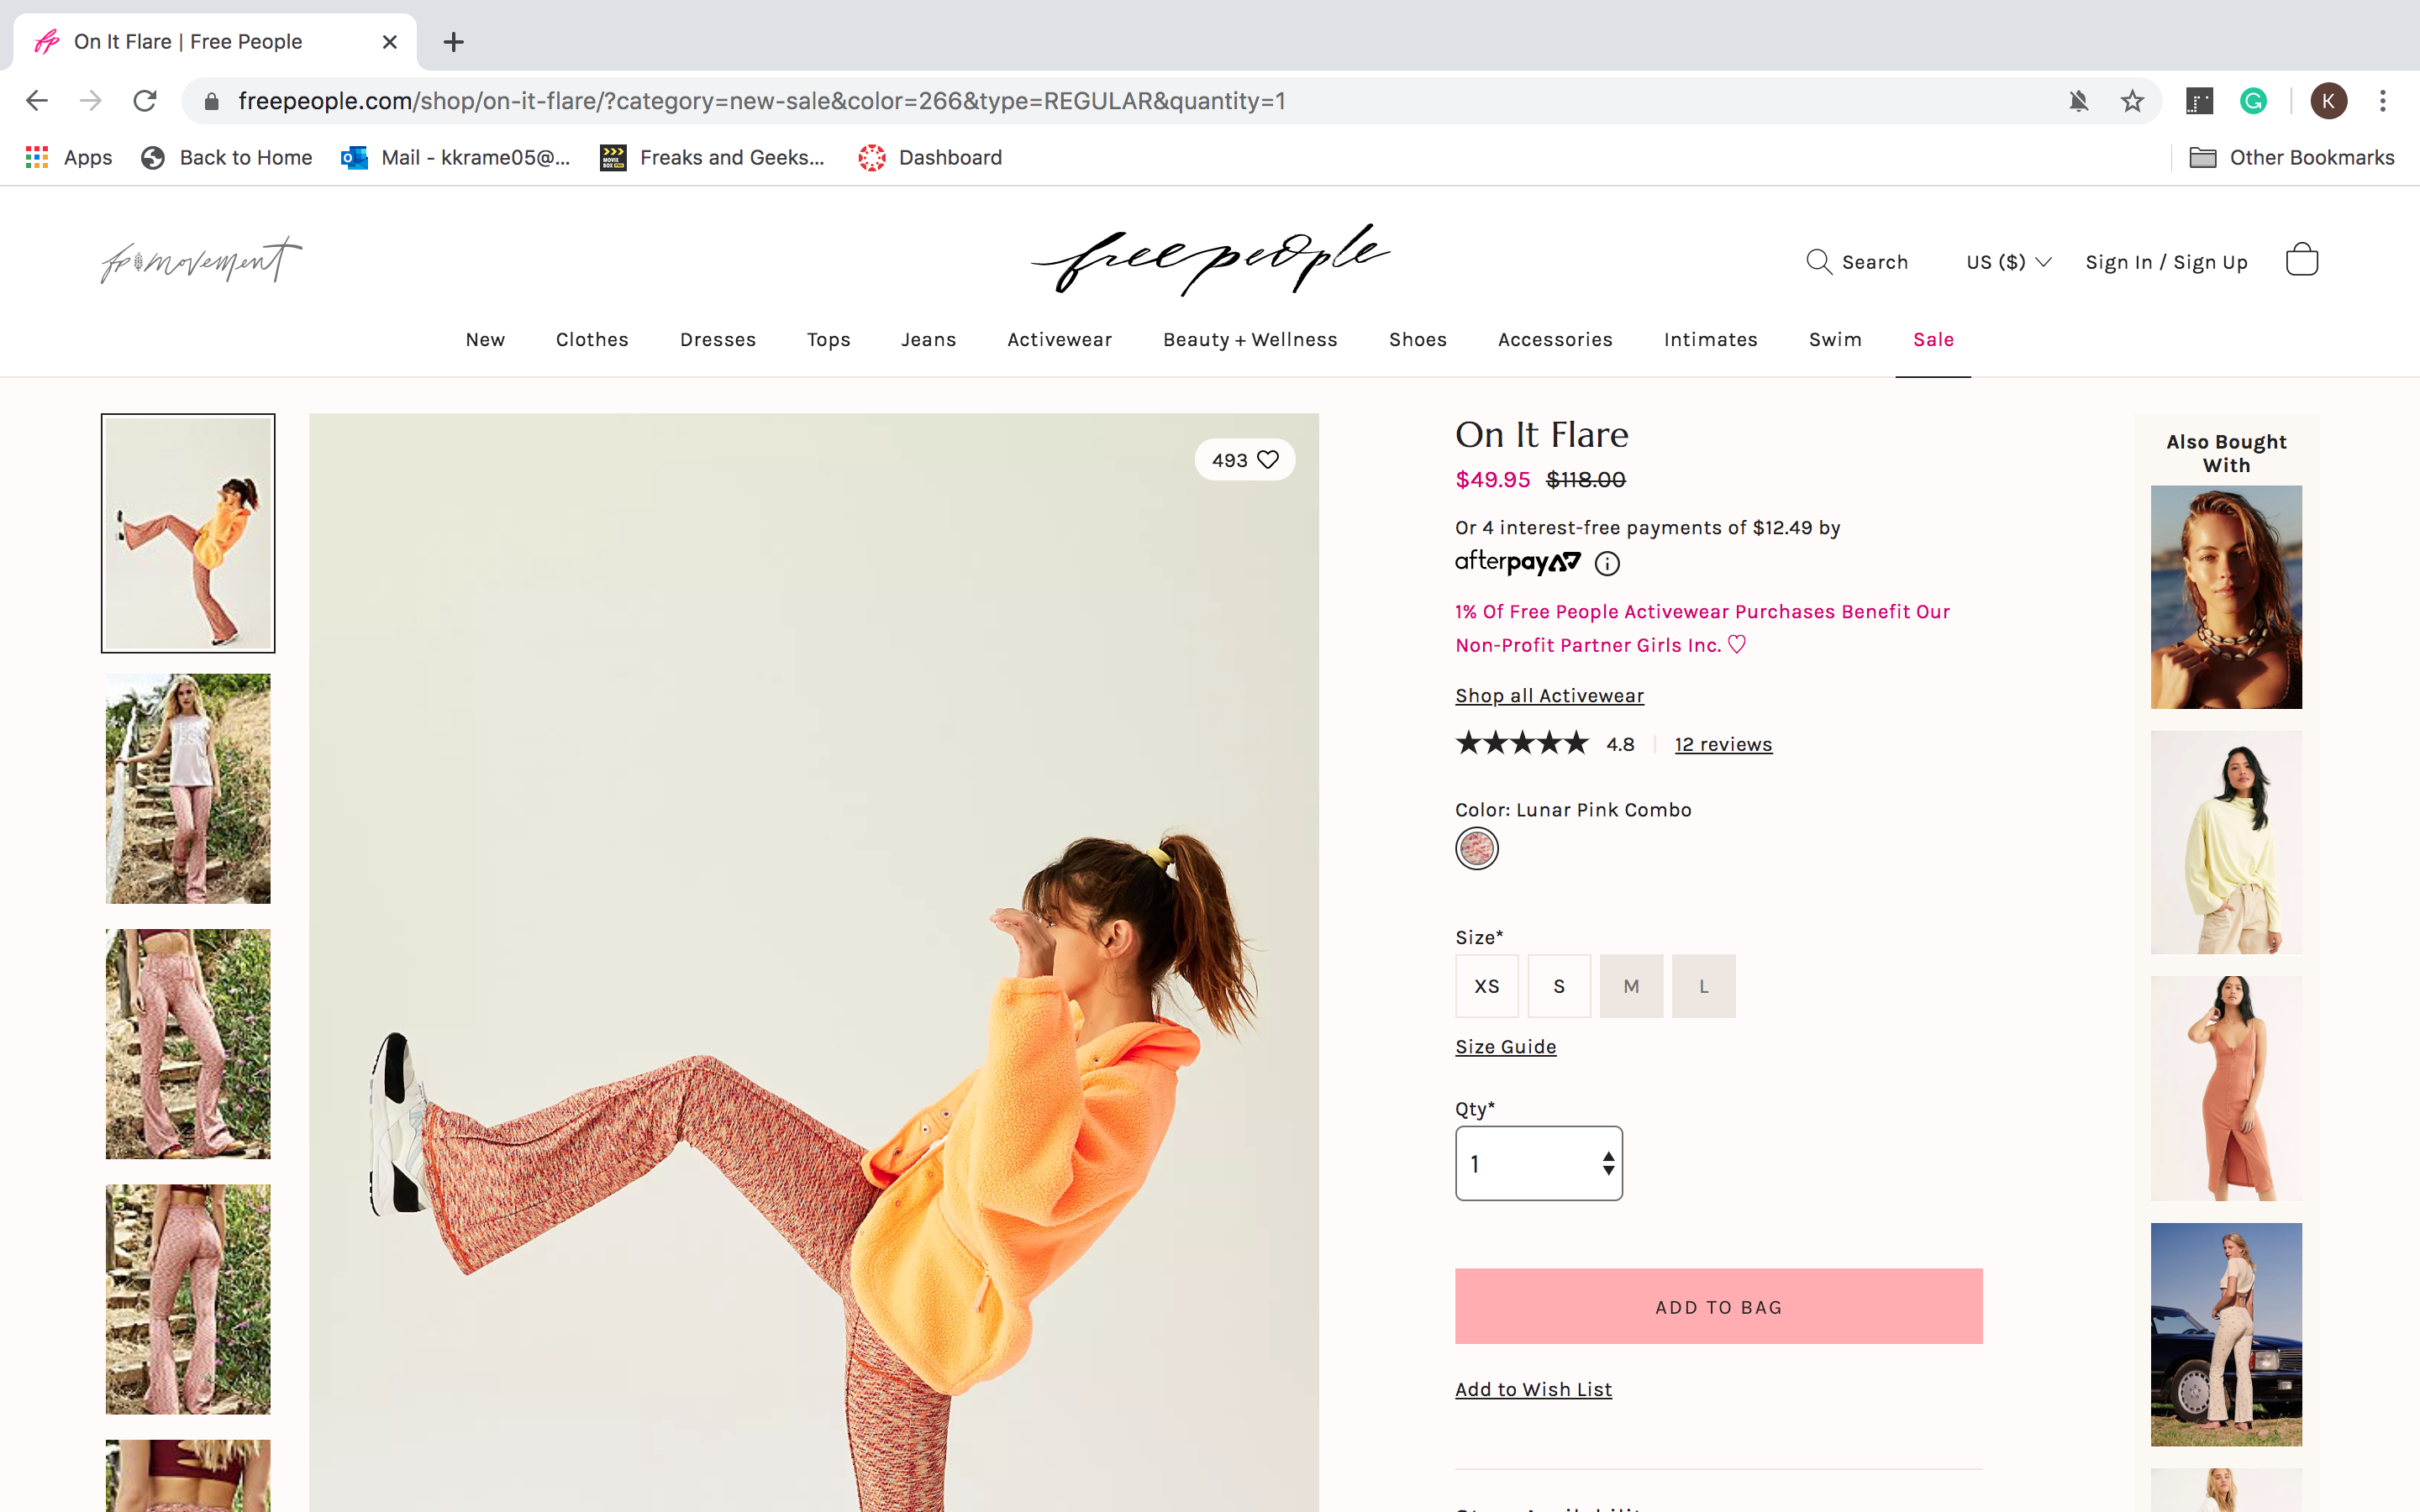 On It Flare | Free People
freepeople.com/shop/on-it-flare/?category=new-sale&color=266&type=REGULAR&quantity=1
K
Apps
Back to Home
Mail - kkrame05@...
Freaks and Geeks...
Dashboard
Other Bookmarks
fp movement
free people
Search
US ($)
Sign In / Sign Up
New
Clothes
Dresses
Tops
Jeans
Activewear
Beauty + Wellness
Shoes
Accessories
Intimates
Swim
Sale
493
On It Flare
$49.95 $118.00
Or 4 interest-free payments of $12.49 by
afterpay
1% Of Free People Activewear Purchases Benefit Our
Non-Profit Partner Girls Inc. ♡
Shop all Activewear
4.8
12 reviews
Color: Lunar Pink Combo
Size*
XS S M L
Size Guide
Qty*
1
ADD TO BAG
Add to Wish List
Also Bought
With